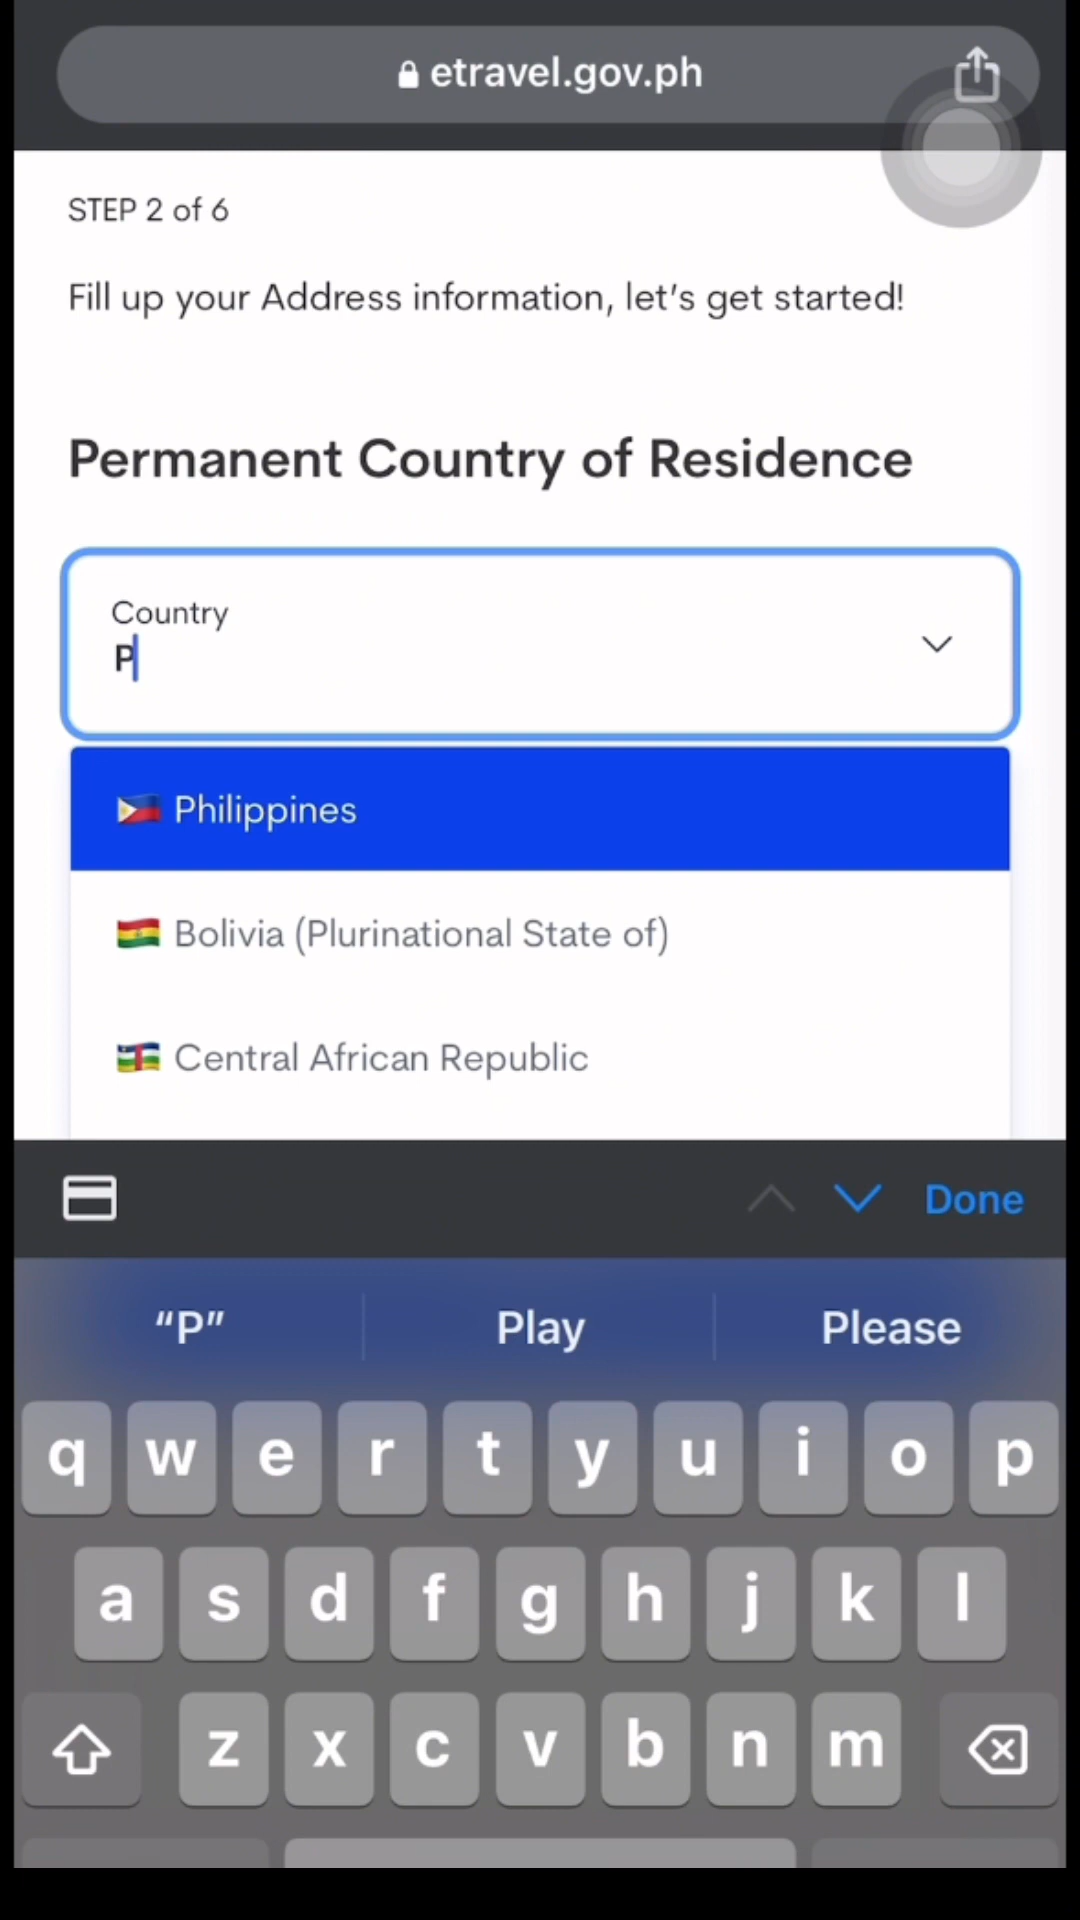 etravel.gov.ph
STEP 2 of 6
Fill up your Address information, let's get started!
Permanent Country of Residence
Country
P
Philippines
Bolivia (Plurinational State of)
Central African Republic
Done
“P” Play Please
q w e r t y u i o p
a s d f g h j k l
z x c v b n m